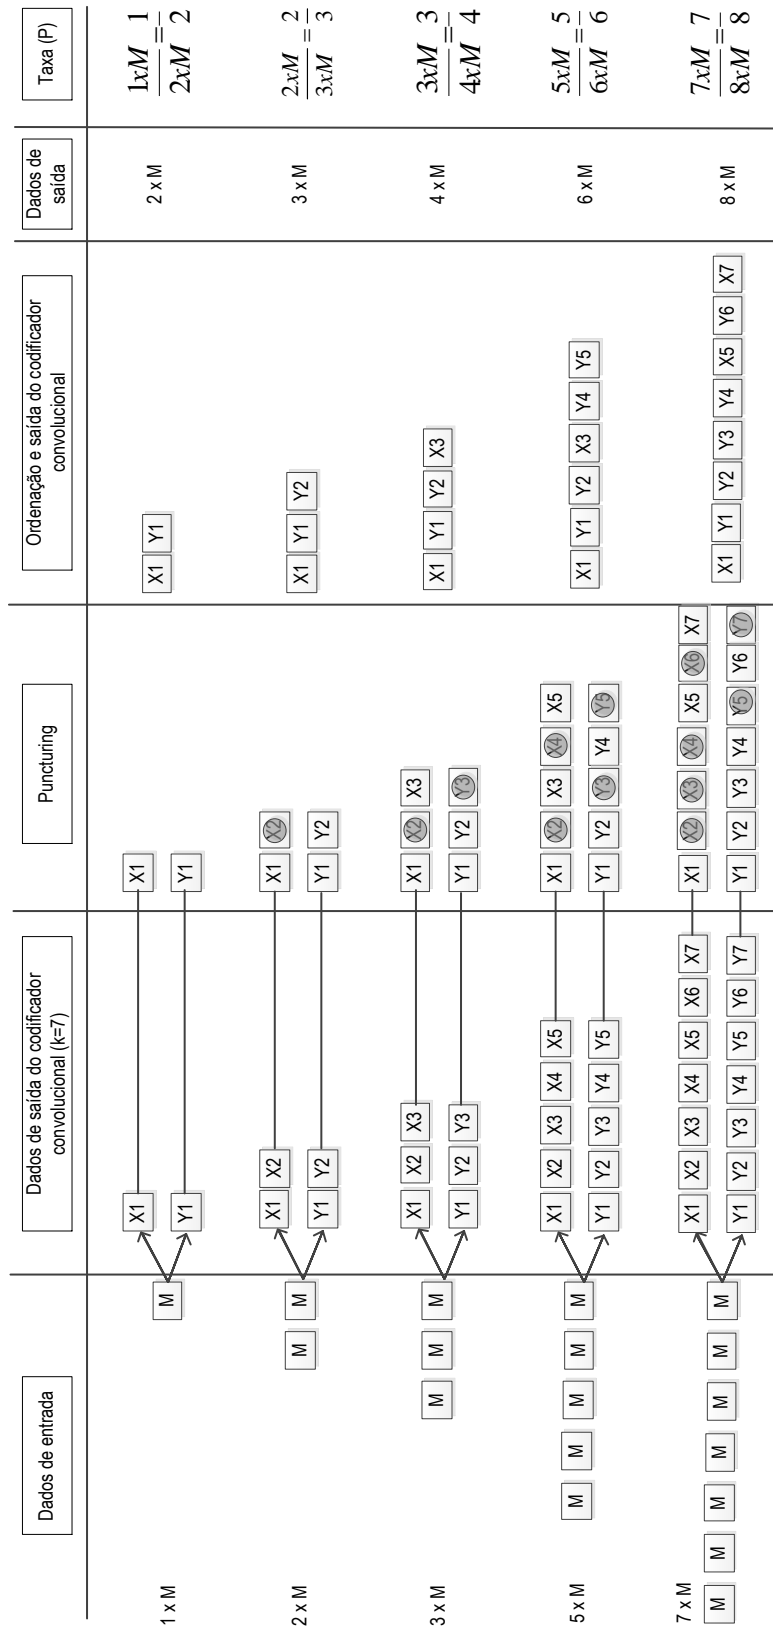 Dados de entrada
Dados de saída do codificador
convolucional (k=7)
Puncturing
Ordenação e saída do codificador
convolucional
Dados de
saída
Taxa (P)
1 x M
M
X1
Y1
X1
Y1
X1 Y1
2 x M
1xM / 2xM = 1 / 2
2 x M
M M
X1 X2
Y1 Y2
X1 X2
Y1 Y2
X1 Y1 Y2
3 x M
2xM / 3xM = 2 / 3
3 x M
M M M
X1 X2 X3
Y1 Y2 Y3
X1 X2 X3
Y1 Y2 Y3
X1 Y1 Y2 X3
4 x M
3xM / 4xM = 3 / 4
5 x M
M M M M M
X1 X2 X3 X4 X5
Y1 Y2 Y3 Y4 Y5
X1 X2 X3 X4 X5
Y1 Y2 Y3 Y4 Y5
X1 Y1 Y2 X3 Y4 Y5
6 x M
5xM / 6xM = 5 / 6
7 x M
M M M M M M M
X1 X2 X3 X4 X5 X6 X7
Y1 Y2 Y3 Y4 Y5 Y6 Y7
X1 X2 X3 X4 X5 X6 X7
Y1 Y2 Y3 Y4 Y5 Y6 Y7
X1 Y1 Y2 Y3 Y4 X5 Y6 X7
8 x M
7xM / 8xM = 7 / 8